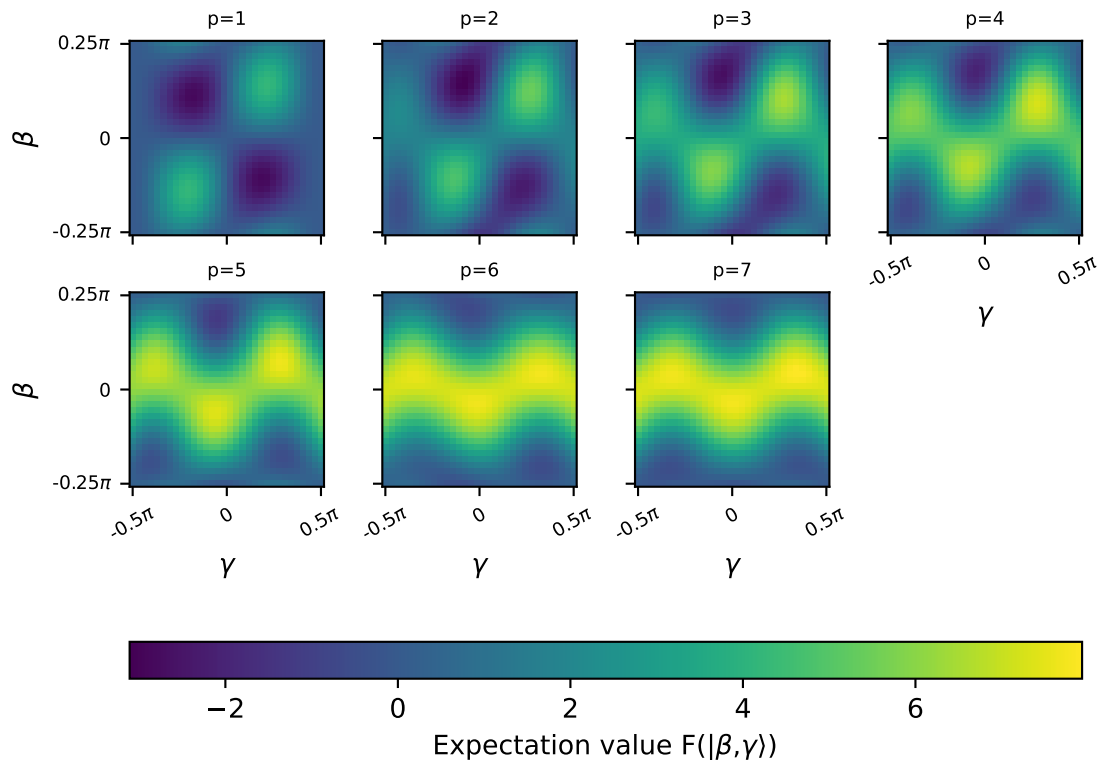 p=1 p=2 p=3 p=4
0.25π
β
0
-0.25π
-0.5π 0 0.5π
γ
p=5 p=6 p=7
0.25π
β
0
-0.25π
-0.5π 0 0.5π -0.5π 0 0.5π -0.5π 0 0.5π
γ γ γ
−2 0 2 4 6
Expectation value F(|β,γ⟩)